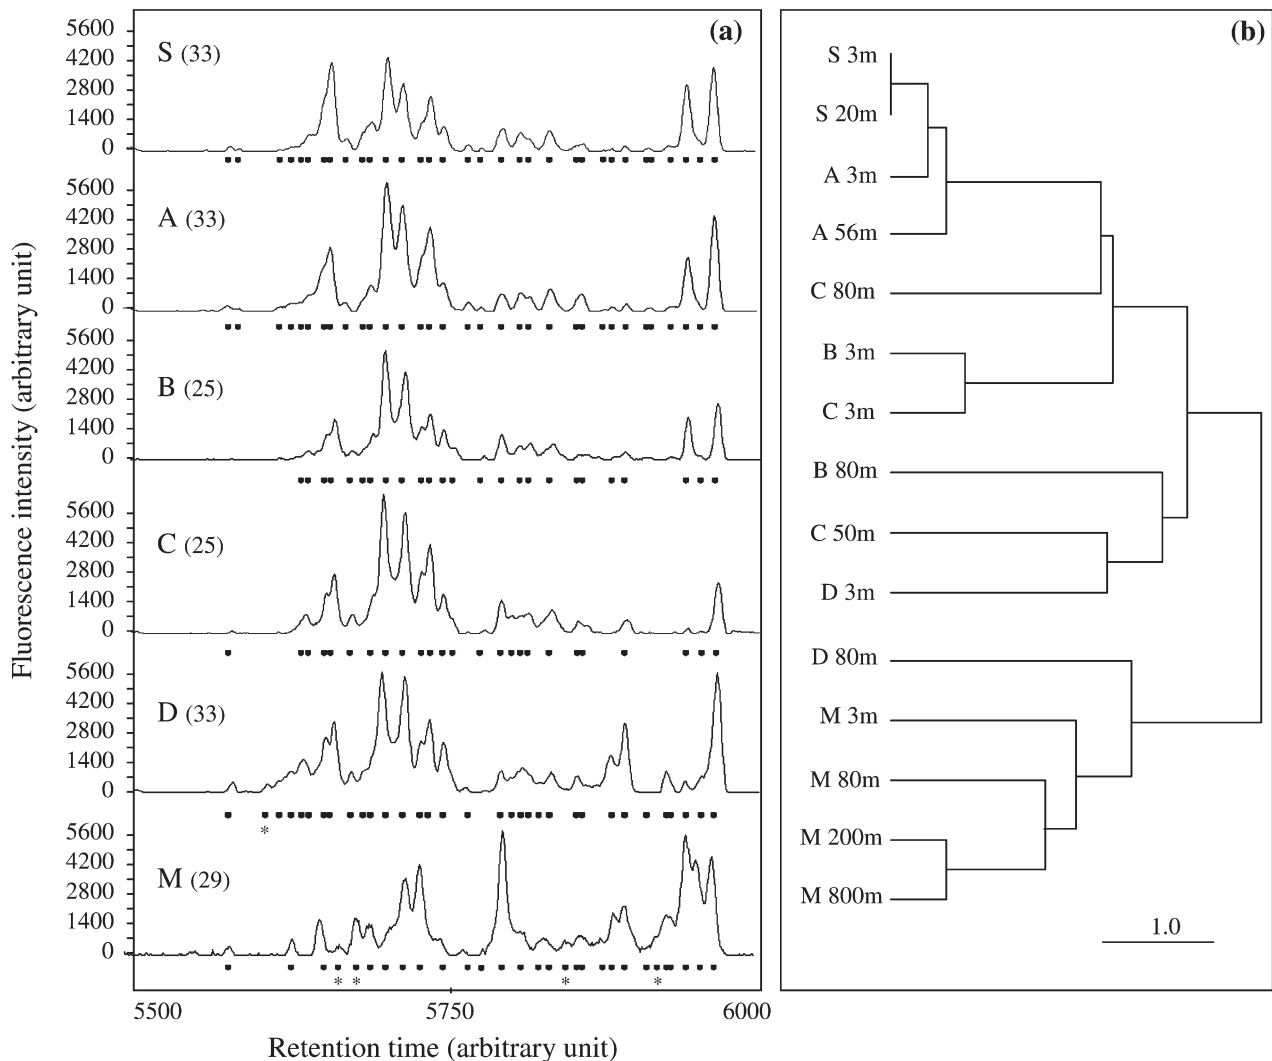 (a)
5600
4200
2800
1400
0
S (33)
5600
4200
2800
1400
0
A (33)
5600
4200
2800
1400
0
B (25)
5600
4200
2800
1400
0
C (25)
5600
4200
2800
1400
0
D (33)
*
5600
4200
2800
1400
0
M (29)
* * * *
5500 5750 6000
Retention time (arbitrary unit)
Fluorescence intensity (arbitrary unit)
(b)
S 3m
S 20m
A 3m
A 56m
C 80m
B 3m
C 3m
B 80m
C 50m
D 3m
D 80m
M 3m
M 80m
M 200m
M 800m
1.0